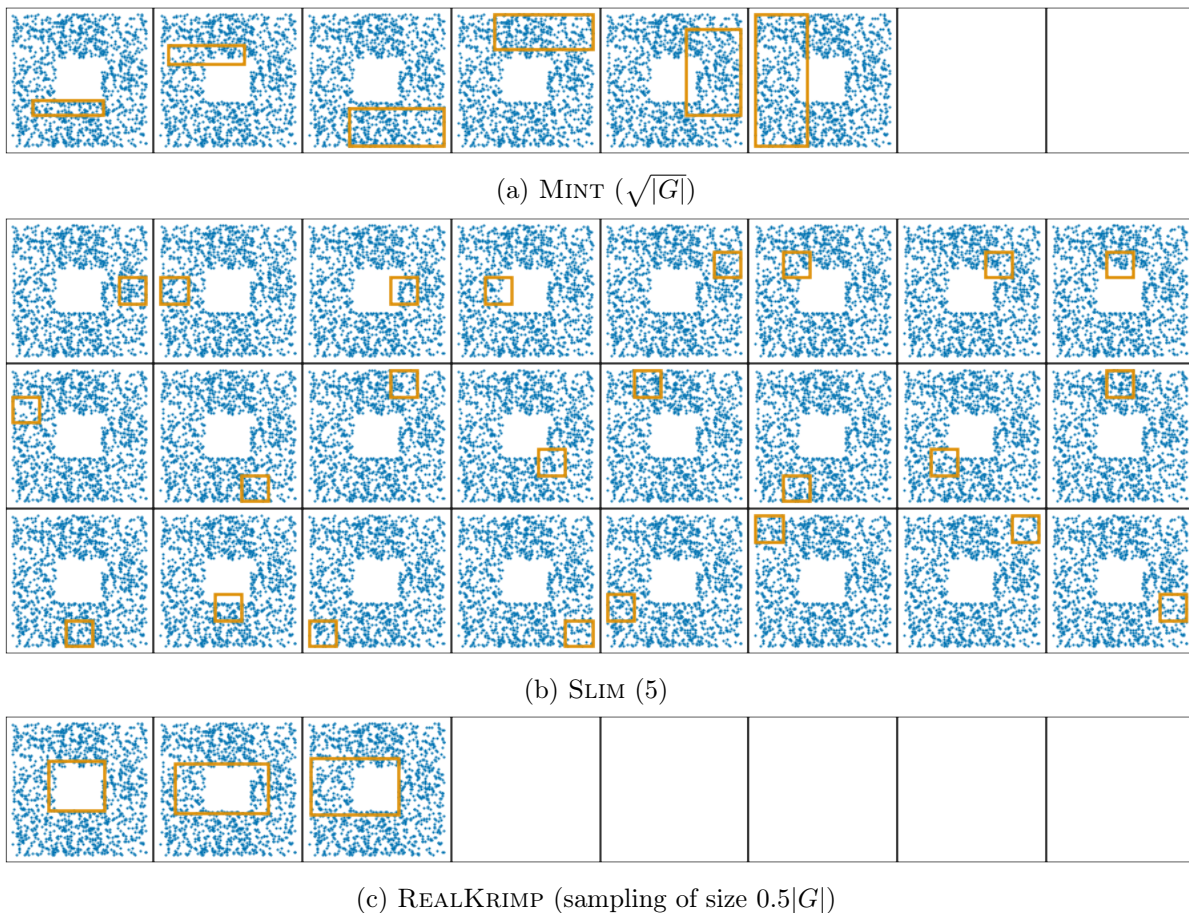 (a) MINT (√|G|)
(b) SLIM (5)
(c) REALKRIMP (sampling of size 0.5|G|)